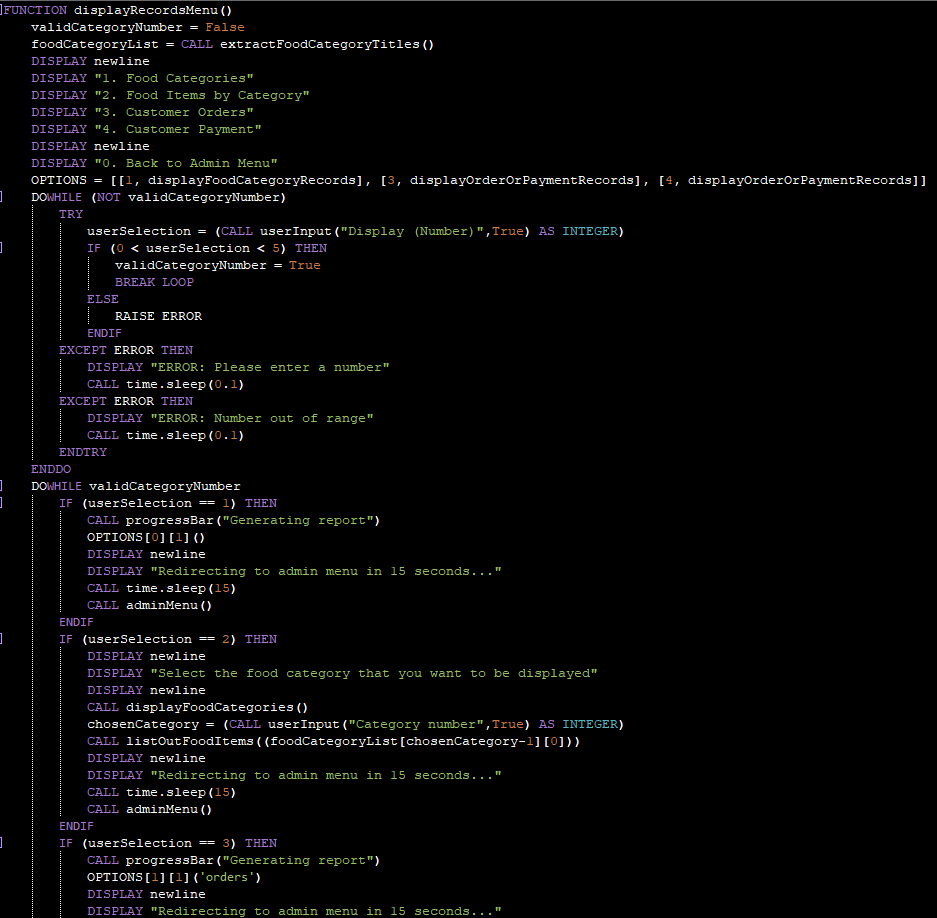 FUNCTION displayRecordsMenu()
validCategoryNumber = False
foodCategoryList = CALL extractFoodCategoryTitles()
DISPLAY newline
DISPLAY "1. Food Categories"
DISPLAY "2. Food Items by Category"
DISPLAY "3. Customer Orders"
DISPLAY "4. Customer Payment"
DISPLAY newline
DISPLAY "0. Back to Admin Menu"
OPTIONS = [[1, displayFoodCategoryRecords], [3, displayOrderOrPaymentRecords], [4, displayOrderOrPaymentRecords]]
DOWHILE (NOT validCategoryNumber)
TRY
userSelection = (CALL userInput("Display (Number)",True) AS INTEGER)
IF (0 < userSelection < 5) THEN
validCategoryNumber = True
BREAK LOOP
ELSE
RAISE ERROR
ENDIF
EXCEPT ERROR THEN
DISPLAY "ERROR: Please enter a number"
CALL time.sleep(0.1)
EXCEPT ERROR THEN
DISPLAY "ERROR: Number out of range"
CALL time.sleep(0.1)
ENDTRY
ENDDO
DOWHILE validCategoryNumber
IF (userSelection == 1) THEN
CALL progressBar("Generating report")
OPTIONS[0][1]()
DISPLAY newline
DISPLAY "Redirecting to admin menu in 15 seconds..."
CALL time.sleep(15)
CALL adminMenu()
ENDIF
IF (userSelection == 2) THEN
DISPLAY newline
DISPLAY "Select the food category that you want to be displayed"
DISPLAY newline
CALL displayFoodCategories()
chosenCategory = (CALL userInput("Category number",True) AS INTEGER)
CALL listOutFoodItems((foodCategoryList[chosenCategory-1][0]))
DISPLAY newline
DISPLAY "Redirecting to admin menu in 15 seconds..."
CALL time.sleep(15)
CALL adminMenu()
ENDIF
IF (userSelection == 3) THEN
CALL progressBar("Generating report")
OPTIONS[1][1]('orders')
DISPLAY newline
DISPLAY "Redirecting to admin menu in 15 seconds..."